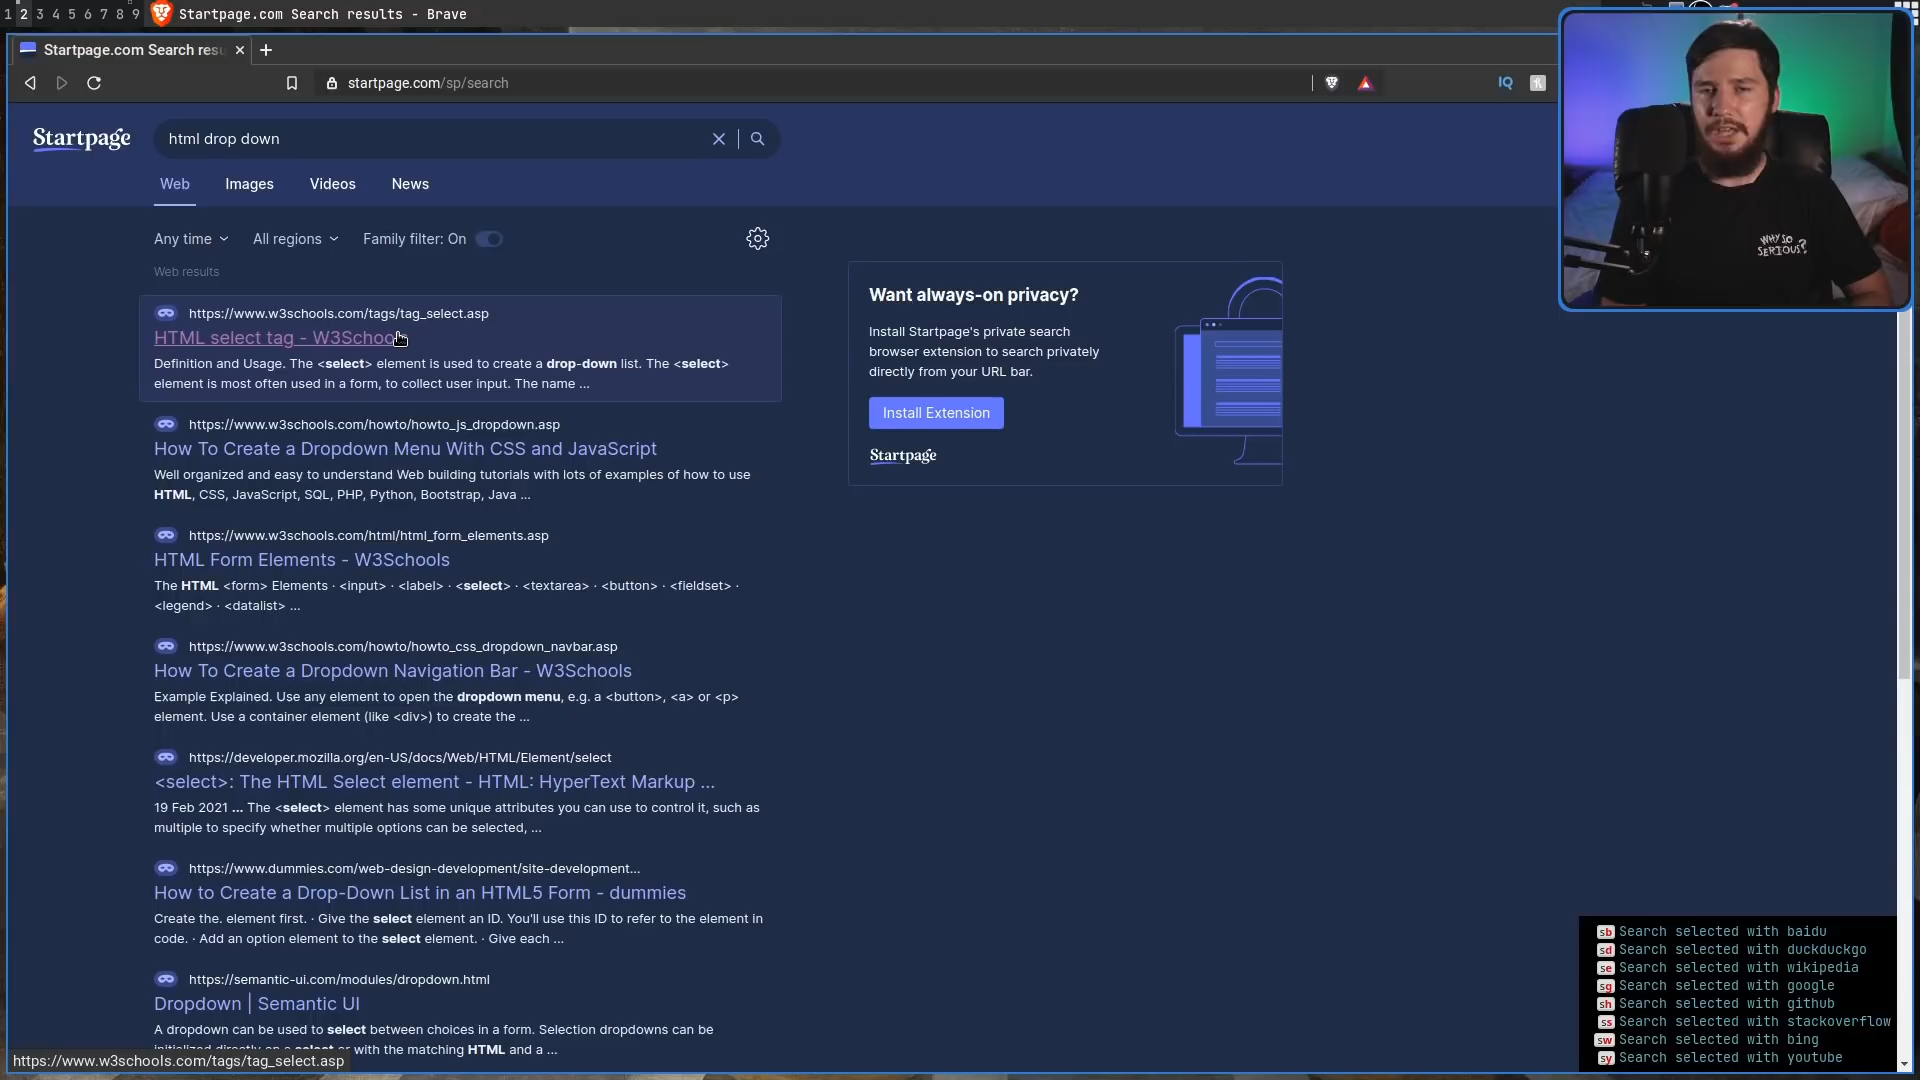 1 2 3 4 5 6 7 8 9 Startpage.com Search results - Brave
Startpage.com Search resu
startpage.com/sp/search
IQ
Startpage
html drop down
Web Images Videos News
Any time All regions Family filter: On
Web results
https://www.w3schools.com/tags/tag_select.asp
HTML select tag - W3Schools
Definition and Usage. The <select> element is used to create a drop-down list. The <select>
element is most often used in a form, to collect user input. The name ...
https://www.w3schools.com/howto/howto_js_dropdown.asp
How To Create a Dropdown Menu With CSS and JavaScript
Well organized and easy to understand Web building tutorials with lots of examples of how to use
HTML, CSS, JavaScript, SQL, PHP, Python, Bootstrap, Java ...
https://www.w3schools.com/html/html_form_elements.asp
HTML Form Elements - W3Schools
The HTML <form> Elements · <input> · <label> · <select> · <textarea> · <button> · <fieldset> ·
<legend> · <datalist> ...
https://www.w3schools.com/howto/howto_css_dropdown_navbar.asp
How To Create a Dropdown Navigation Bar - W3Schools
Example Explained. Use any element to open the dropdown menu, e.g. a <button>, <a> or <p>
element. Use a container element (like <div>) to create the ...
https://developer.mozilla.org/en-US/docs/Web/HTML/Element/select
<select>: The HTML Select element - HTML: HyperText Markup ...
19 Feb 2021 ... The <select> element has some unique attributes you can use to control it, such as
multiple to specify whether multiple options can be selected, ...
https://www.dummies.com/web-design-development/site-development...
How to Create a Drop-Down List in an HTML5 Form - dummies
Create the. element first. · Give the select element an ID. You'll use this ID to refer to the element in
code. · Add an option element to the select element. · Give each ...
https://semantic-ui.com/modules/dropdown.html
Dropdown | Semantic UI
A dropdown can be used to select between choices in a form. Selection dropdowns can be
with the matching HTML and a ...
https://www.w3schools.com/tags/tag_select.asp
Want always-on privacy?
Install Startpage's private search
browser extension to search privately
directly from your URL bar.
Install Extension
Startpage
WHY SO
SERIOUS?
sb Search selected with baidu
sd Search selected with duckduckgo
se Search selected with wikipedia
sg Search selected with google
sh Search selected with github
ss Search selected with stackoverflow
sw Search selected with bing
sy Search selected with youtube